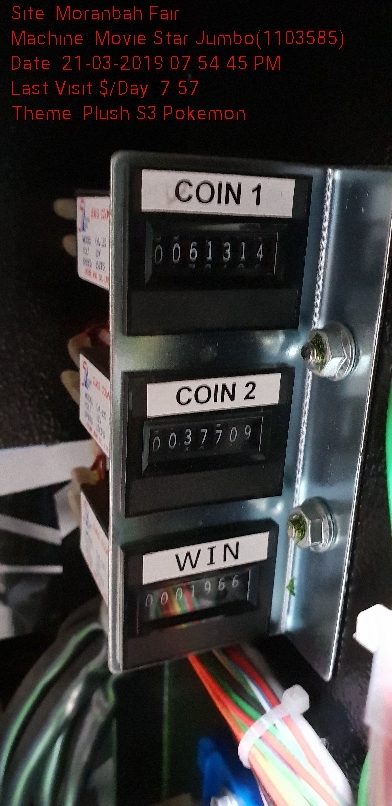 Site Moranbah Fair
Machine Movie Star Jumbo(1103585)
Date 21-03-2019 07 54 45 PM
Last Visit $/Day 7 57
Theme Plush S3 Pokemon
COIN 1
0061314
COIN 2
0037709
WIN
0001966